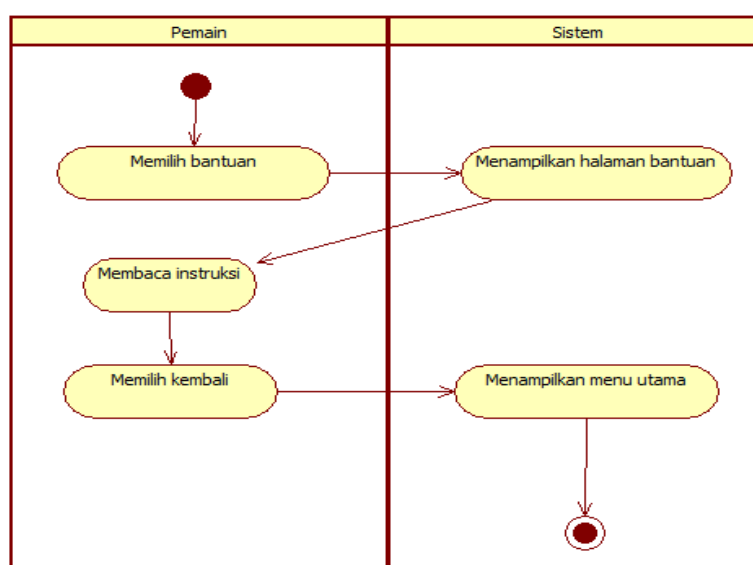 Pemain
Sistem
Memilih bantuan
Menampilkan halaman bantuan
Membaca instruksi
Memilih kembali
Menampilkan menu utama